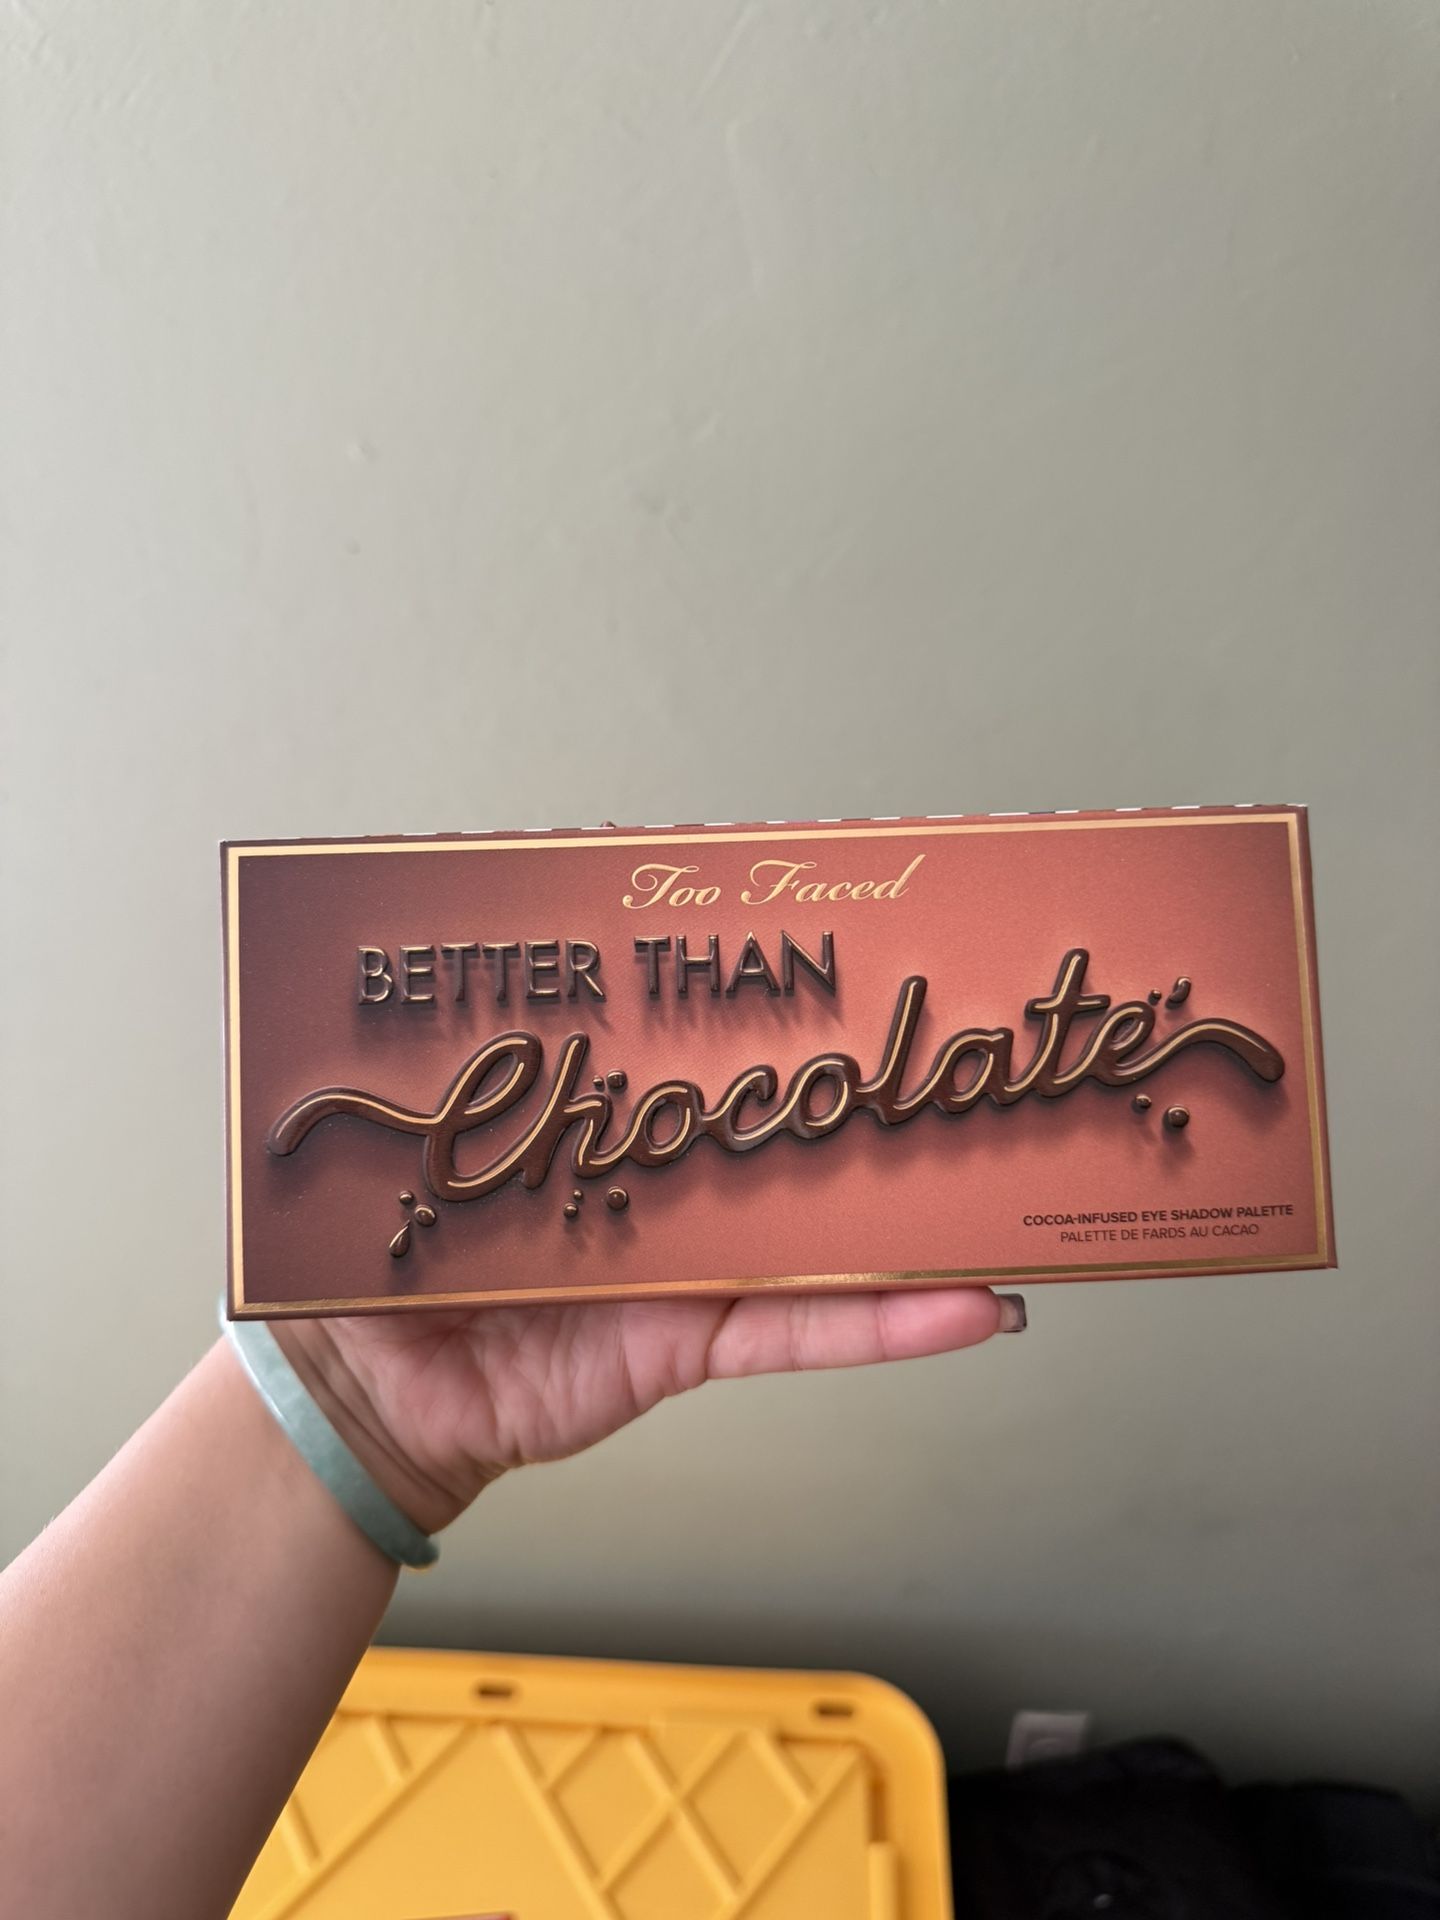 Too Faced
BETTER THAN
Chocolate
COCOA-INFUSED EYE SHADOW PALETTE
PALETTE DE FARDS AU CACAO